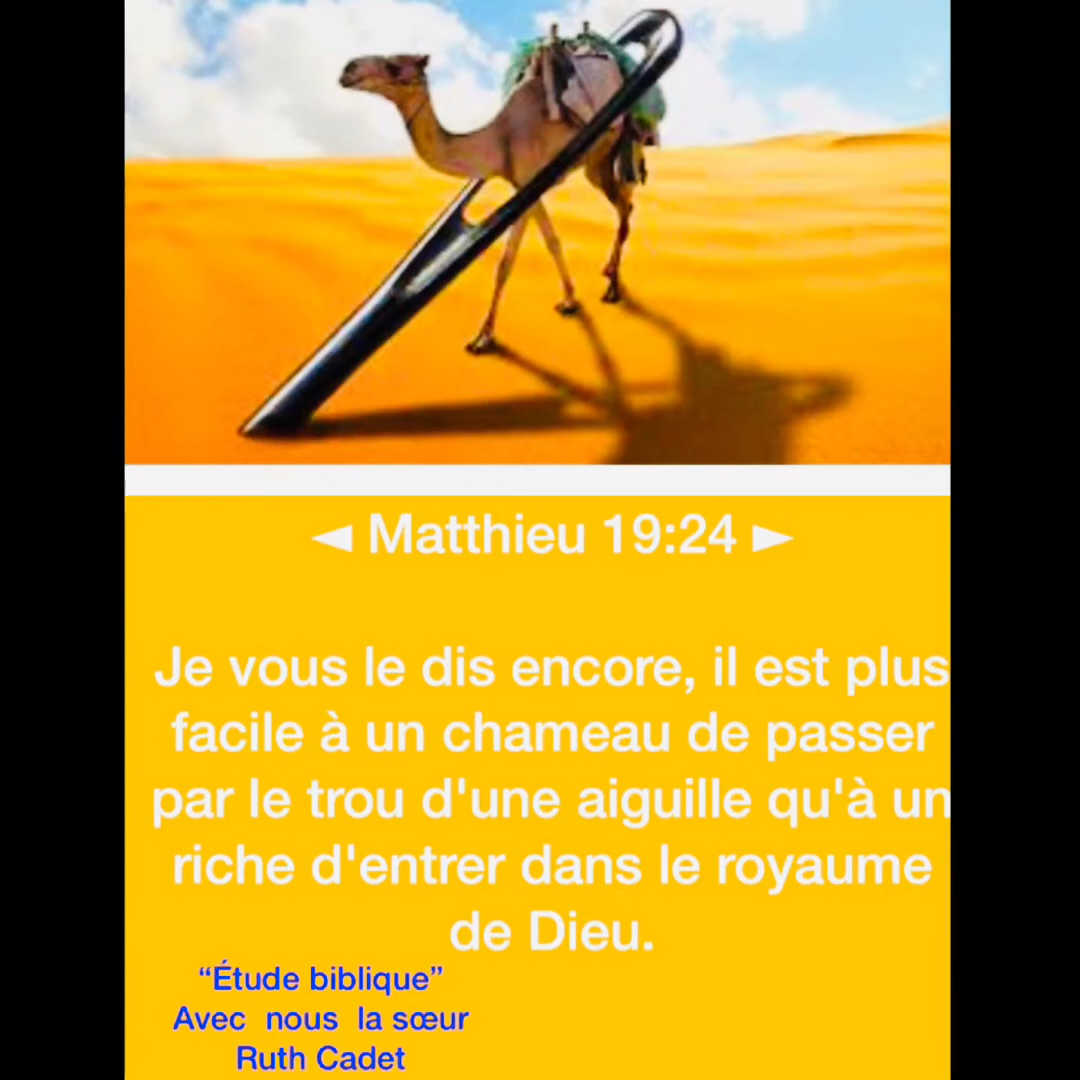 ◄ Matthieu 19:24 ►
Je vous le dis encore, il est plus
facile à un chameau de passer
par le trou d'une aiguille qu'à un
riche d'entrer dans le royaume
de Dieu.
“Étude biblique”
Avec nous la sœur
Ruth Cadet